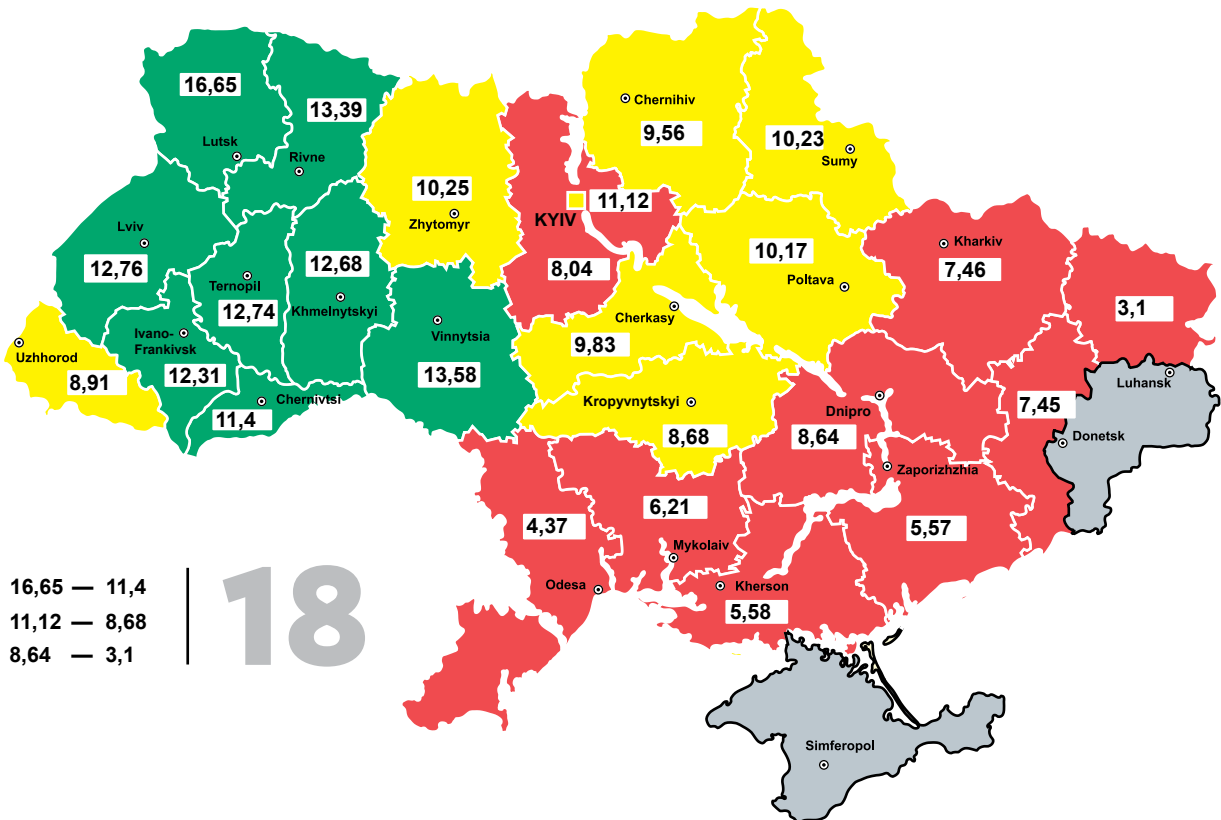 16,65
13,39
Chernihiv
9,56
10,23
Sumy
Lutsk
Rivne
10,25
Zhytomyr
11,12
KYIV
8,04
Lviv
12,76
12,68
Khmelnytskyi
Ternopil
12,74
10,17
Poltava
Kharkiv
7,46
3,1
Luhansk
Uzhhorod
8,91
Ivano-
Frankivsk
12,31
Vinnytsia
13,58
Cherkasy
9,83
Chernivtsi
11,4
Kropyvnytskyi
8,68
Dnipro
8,64
7,45
Donetsk
Zaporizhzhia
5,57
4,37
6,21
Mykolaiv
Odesa
Kherson
5,58
16,65 — 11,4
11,12 — 8,68
8,64 — 3,1
18
Simferopol